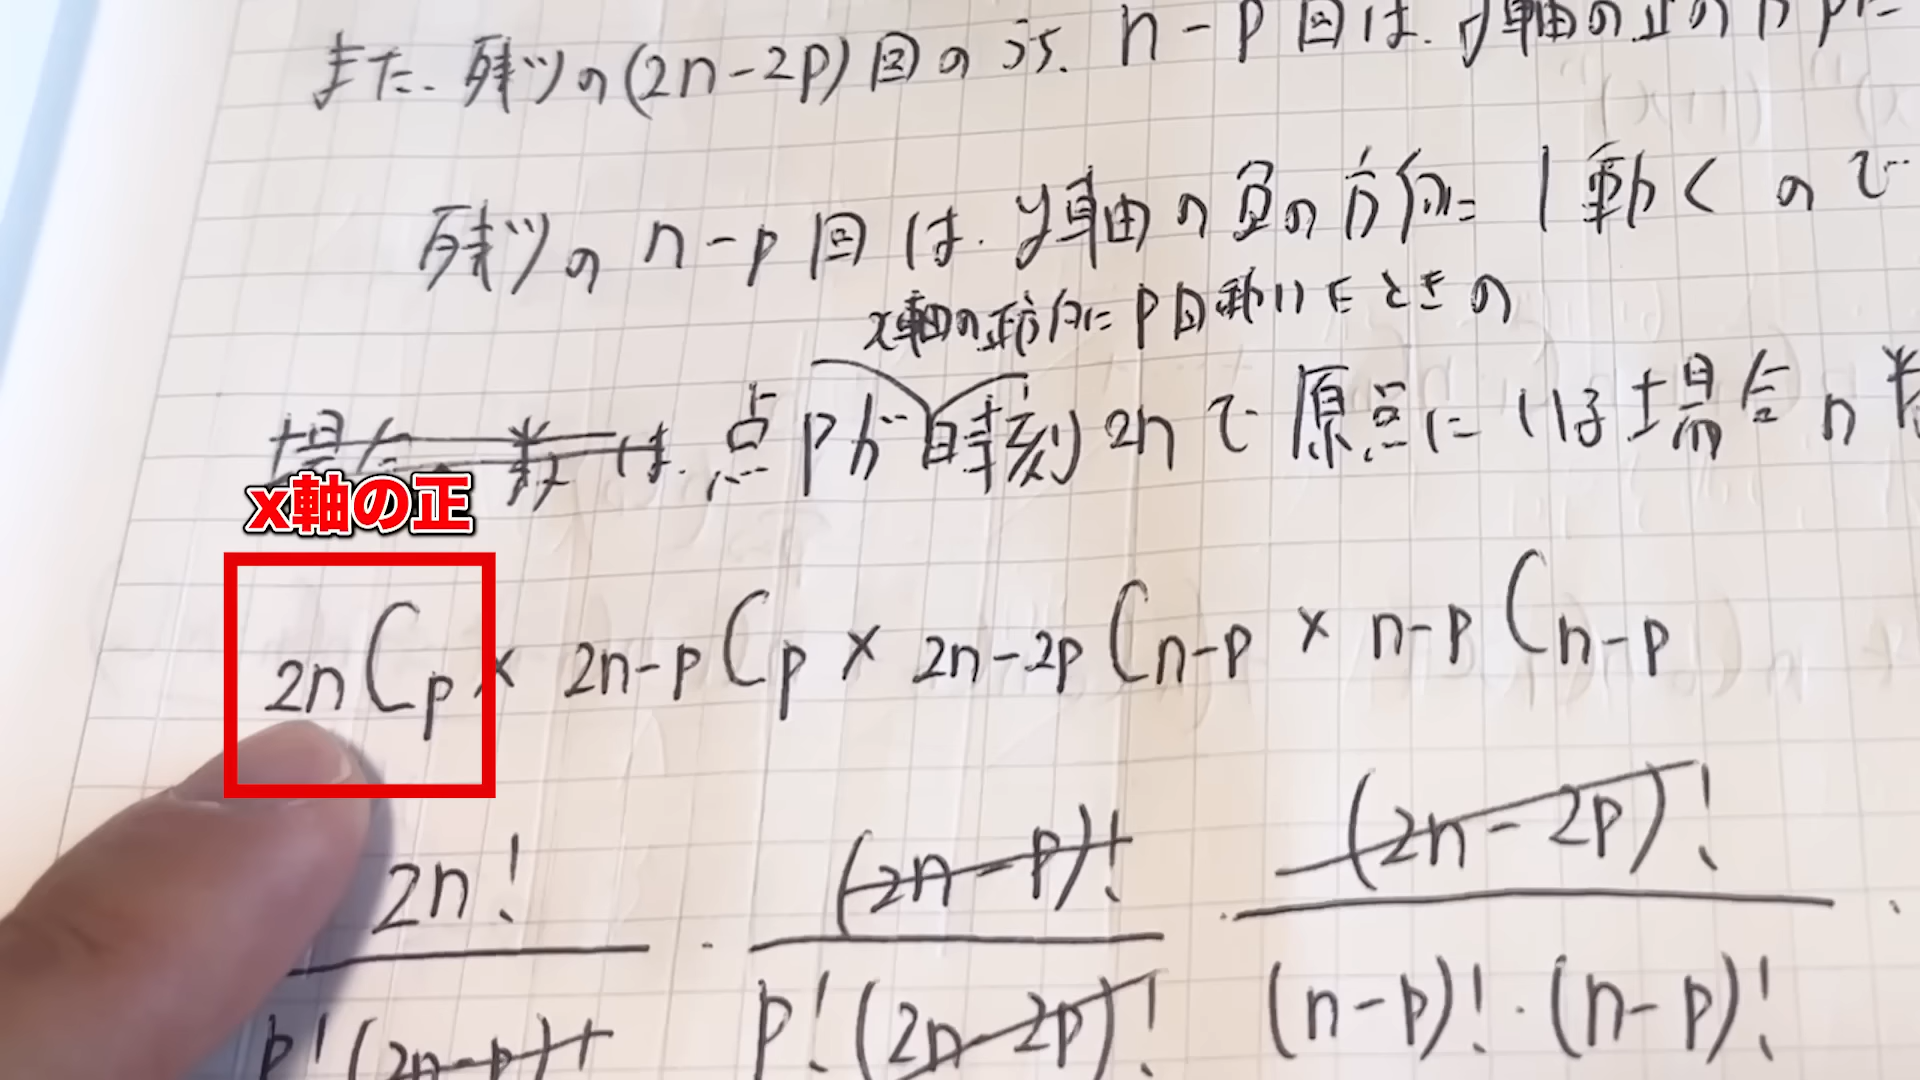 また、残りの(2n-2p)回のうち、n-p回は、y軸の正の
残りのn-p回は、y軸の負の方向に1動くので
x軸の正方向にp回動いたときの
場合の数は、点Pが時刻2nで原点にいる場合の数
x軸の正
2nCp × 2n-pCp × 2n-2pCn-p × n-pCn-p
2n! (2n-p)! (2n-2p)!
p!(2n-p)! · p!(2n-2p)! · (n-p)!·(n-p)! ·